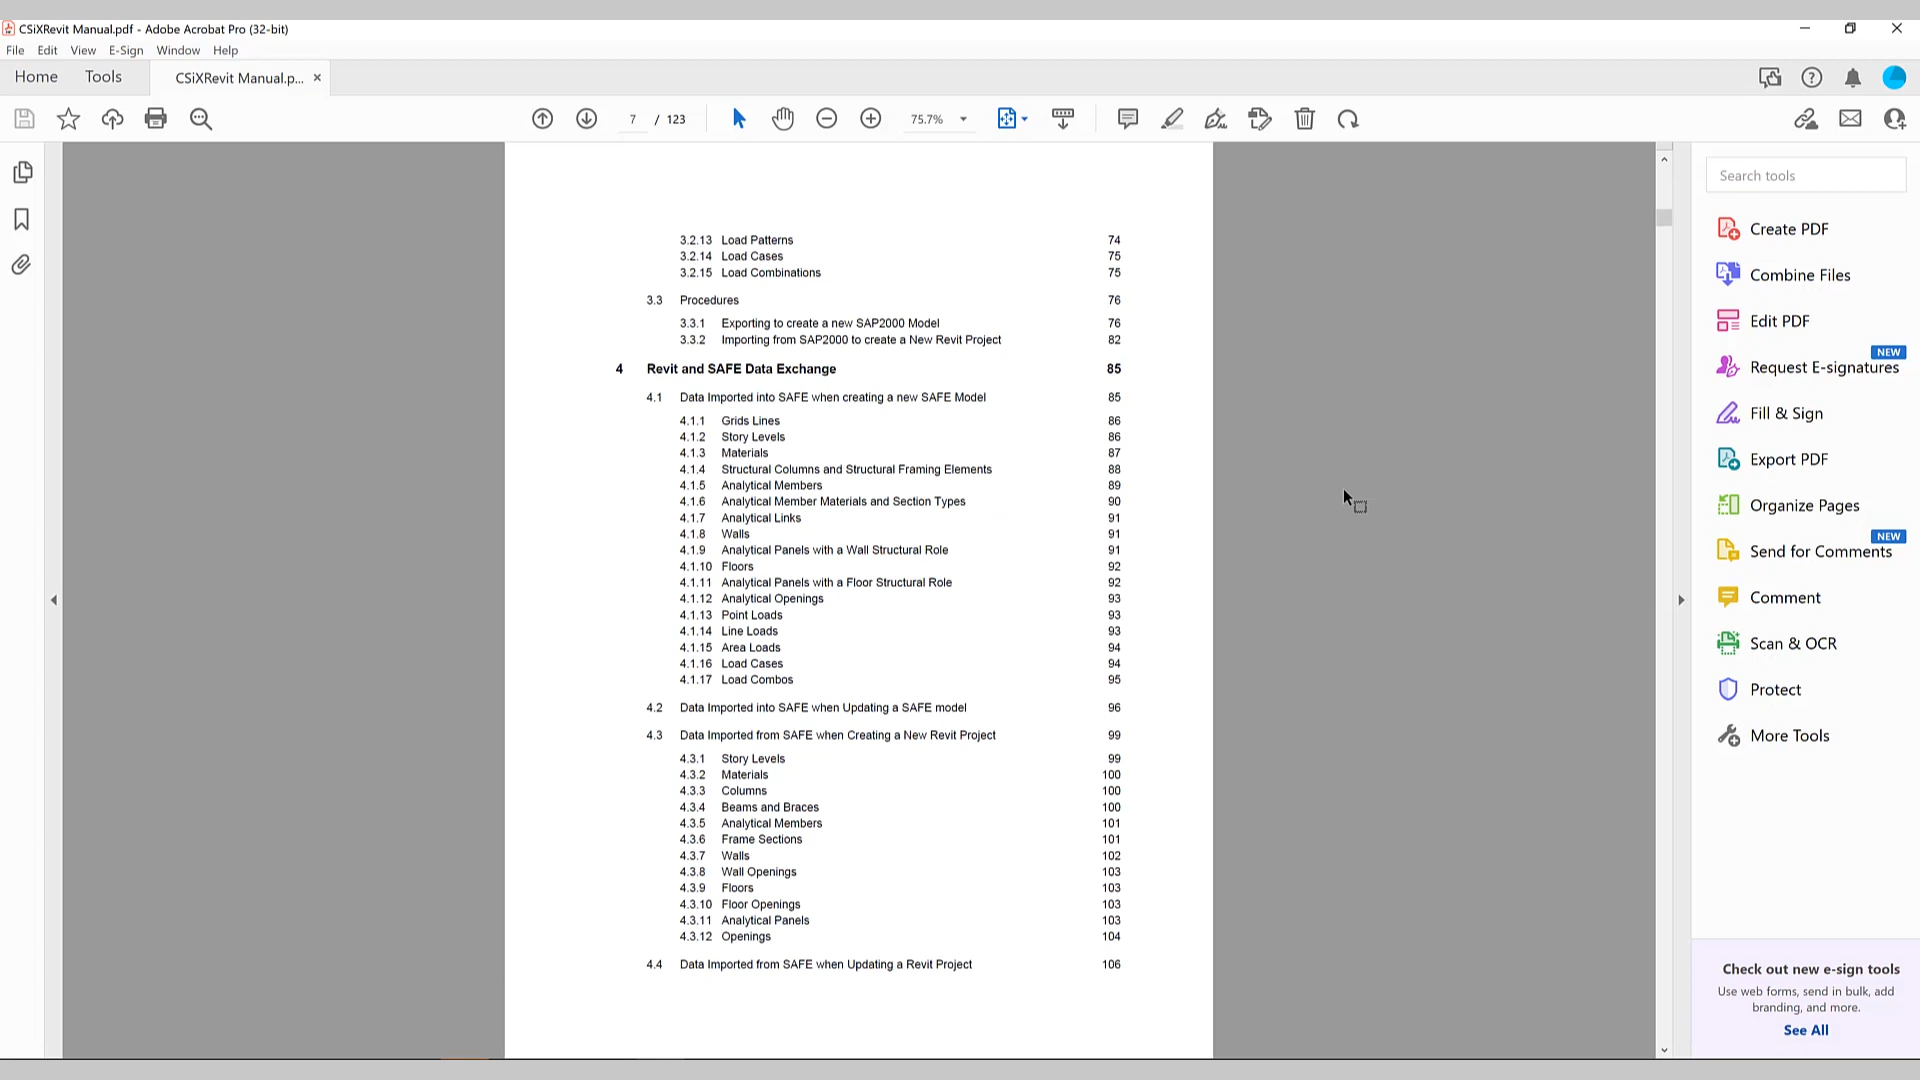 CSiXRevit Manual.pdf - Adobe Acrobat Pro (32-bit)
File Edit View E-Sign Window Help
Home Tools CSiXRevit Manual.p... ×
7 / 123 75.7%
Search tools
Create PDF
Combine Files
Edit PDF
NEW
Request E-signatures
Fill & Sign
Export PDF
Organize Pages
NEW
Send for Comments
Comment
Scan & OCR
Protect
More Tools
Check out new e-sign tools
Use web forms, send in bulk, add
branding, and more.
See All
3.2.13 Load Patterns 74
3.2.14 Load Cases 75
3.2.15 Load Combinations 75
3.3 Procedures 76
3.3.1 Exporting to create a new SAP2000 Model 76
3.3.2 Importing from SAP2000 to create a New Revit Project 82
4 Revit and SAFE Data Exchange 85
4.1 Data Imported into SAFE when creating a new SAFE Model 85
4.1.1 Grids Lines 86
4.1.2 Story Levels 86
4.1.3 Materials 87
4.1.4 Structural Columns and Structural Framing Elements 88
4.1.5 Analytical Members 89
4.1.6 Analytical Member Materials and Section Types 90
4.1.7 Analytical Links 91
4.1.8 Walls 91
4.1.9 Analytical Panels with a Wall Structural Role 91
4.1.10 Floors 92
4.1.11 Analytical Panels with a Floor Structural Role 92
4.1.12 Analytical Openings 93
4.1.13 Point Loads 93
4.1.14 Line Loads 93
4.1.15 Area Loads 94
4.1.16 Load Cases 94
4.1.17 Load Combos 95
4.2 Data Imported into SAFE when Updating a SAFE model 96
4.3 Data Imported from SAFE when Creating a New Revit Project 99
4.3.1 Story Levels 99
4.3.2 Materials 100
4.3.3 Columns 100
4.3.4 Beams and Braces 100
4.3.5 Analytical Members 101
4.3.6 Frame Sections 101
4.3.7 Walls 102
4.3.8 Wall Openings 103
4.3.9 Floors 103
4.3.10 Floor Openings 103
4.3.11 Analytical Panels 103
4.3.12 Openings 104
4.4 Data Imported from SAFE when Updating a Revit Project 106